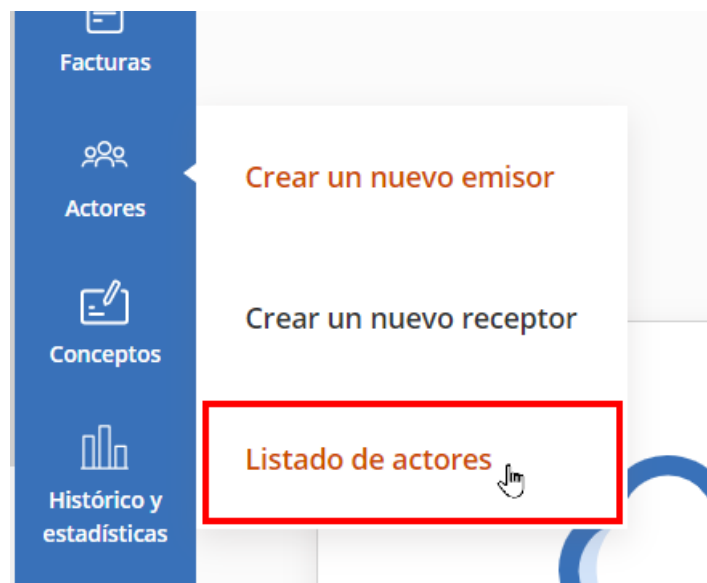 Facturas
Actores
Crear un nuevo emisor
Crear un nuevo receptor
Listado de actores
Conceptos
Histórico y
estadísticas